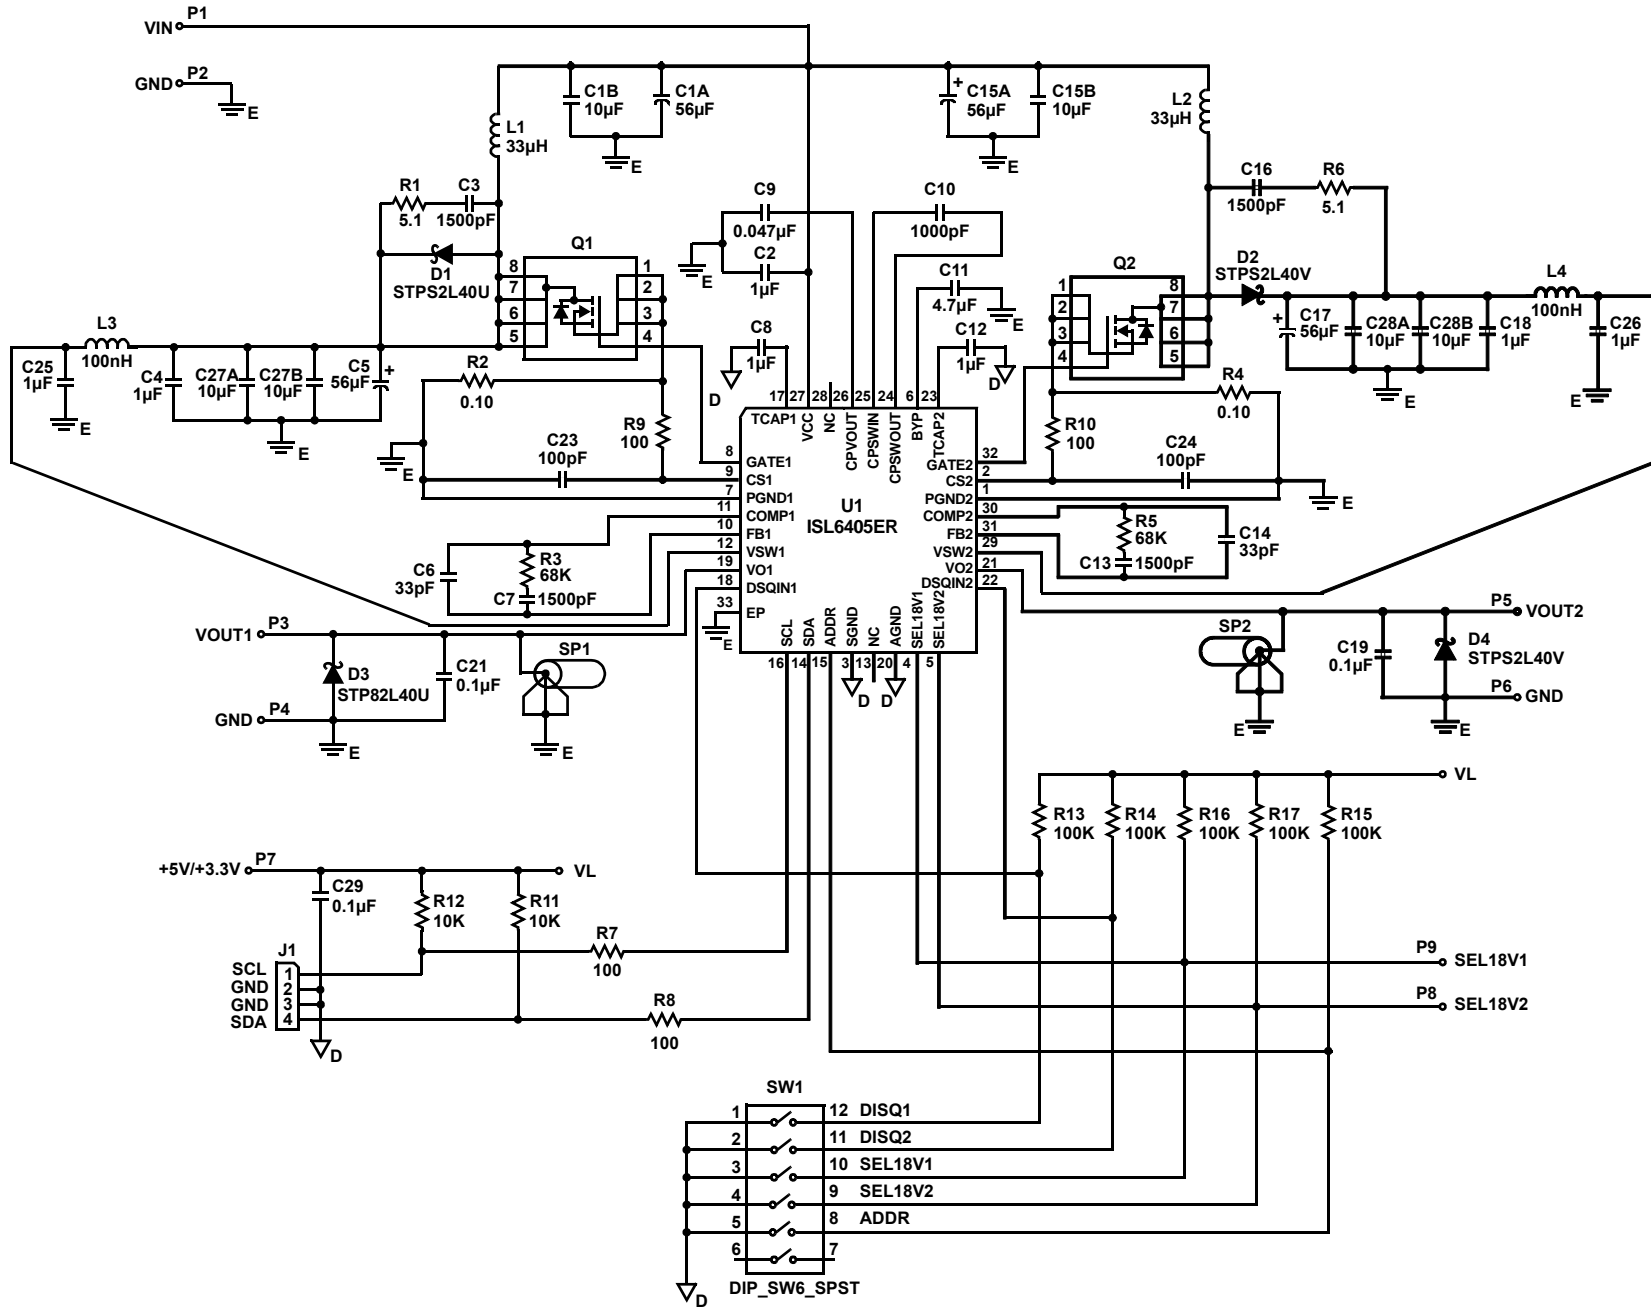 VIN P1
GND P2
E
L1
33µH
C1B
10µF
C1A
56µF
E
+
C15A
56µF
C15B
10µF
E
L2
33µH
R1
5.1
C3
1500pF
D1
STPS2L40U
Q1
8
7
6
5
1
2
3
4
C9
0.047µF
C2
1µF
E
C10
1000pF
C11
4.7µF
E
C8
1µF
D
C12
1µF
D
C16
1500pF
R6
5.1
Q2
1
2
3
4
8
7
6
5
D2
STPS2L40V
L4
100nH
+
C17
56µF
C28A
10µF
C28B
10µF
C18
1µF
C26
1µF
E
E
L3
100nH
C25
1µF
E
C4
1µF
C27A
10µF
C27B
10µF
C5
56µF
+
E
R2
0.10
R9
100
C23
100pF
E
R4
0.10
R10
100
C24
100pF
E
17 27 28 26 25 24 6 23
TCAP1
VCC
NC
CPVOUT
CPSWIN
CPSWOUT
BYP
TCAP2
U1
ISL6405ER
8 GATE1
9 CS1
7 PGND1
11 COMP1
10 FB1
12 VSW1
19 VO1
18 DSQIN1
33 EP
E
GATE2 32
CS2 2
PGND2 1
COMP2 30
FB2 31
VSW2 29
VO2 21
DSQIN2 22
SCL
SDA
ADDR
SGND
NC
AGND
SEL18V1
SEL18V2
16 14 15 3 13 20 4 5
D D
C6
33pF
R3
68K
C7 1500pF
R5
68K
C13 1500pF
C14
33pF
VOUT1 P3
D3
STP82L40U
C21
0.1µF
SP1
GND P4
E
E
P5 VOUT2
SP2
C19
0.1µF
D4
STPS2L40V
P6 GND
E
E
VL
R13
100K
R14
100K
R16
100K
R17
100K
R15
100K
+5V/+3.3V P7
VL
C29
0.1µF
R12
10K
R11
10K
R7
100
R8
100
J1
SCL 1
GND 2
GND 3
SDA 4
D
P9 SEL18V1
P8 SEL18V2
SW1
1 12 DISQ1
2 11 DISQ2
3 10 SEL18V1
4 9 SEL18V2
5 8 ADDR
6 7
DIP_SW6_SPST
D